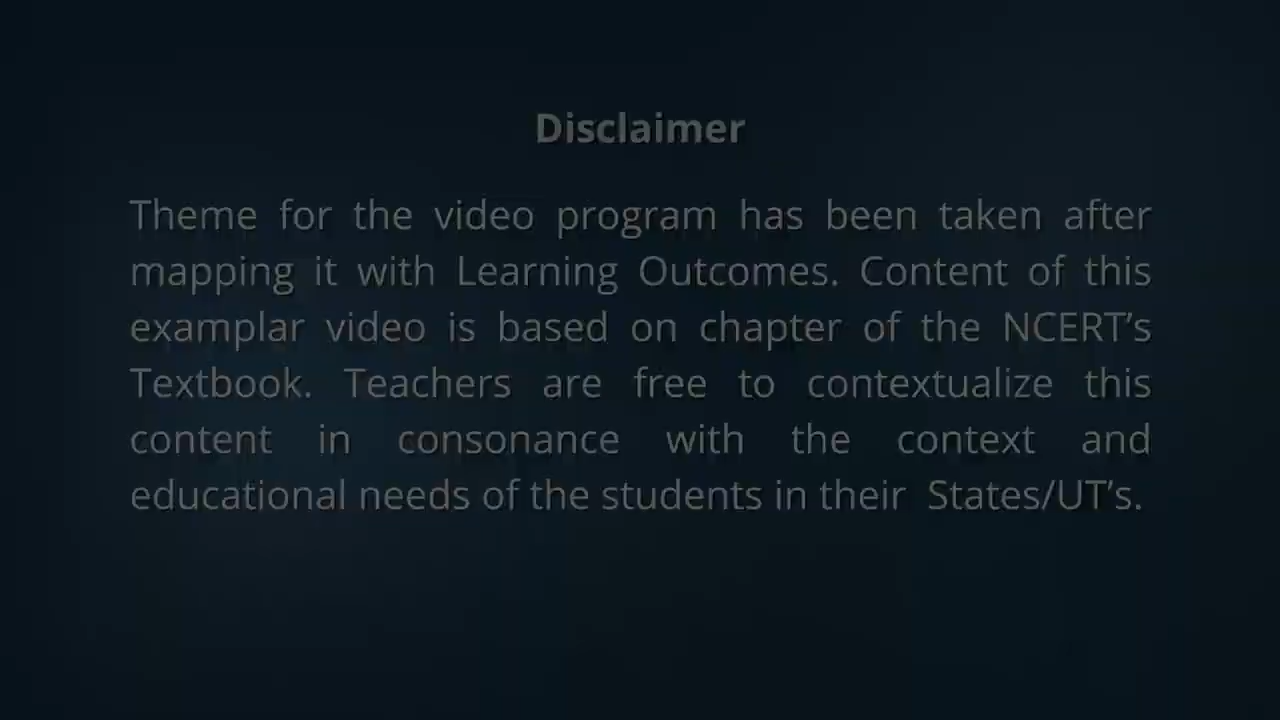 Disclaimer
Theme for the video program has been taken after
mapping it with Learning Outcomes. Content of this
examplar video is based on chapter of the NCERT’s
Textbook. Teachers are free to contextualize this
content in consonance with the context and
educational needs of the students in their States/UT’s.